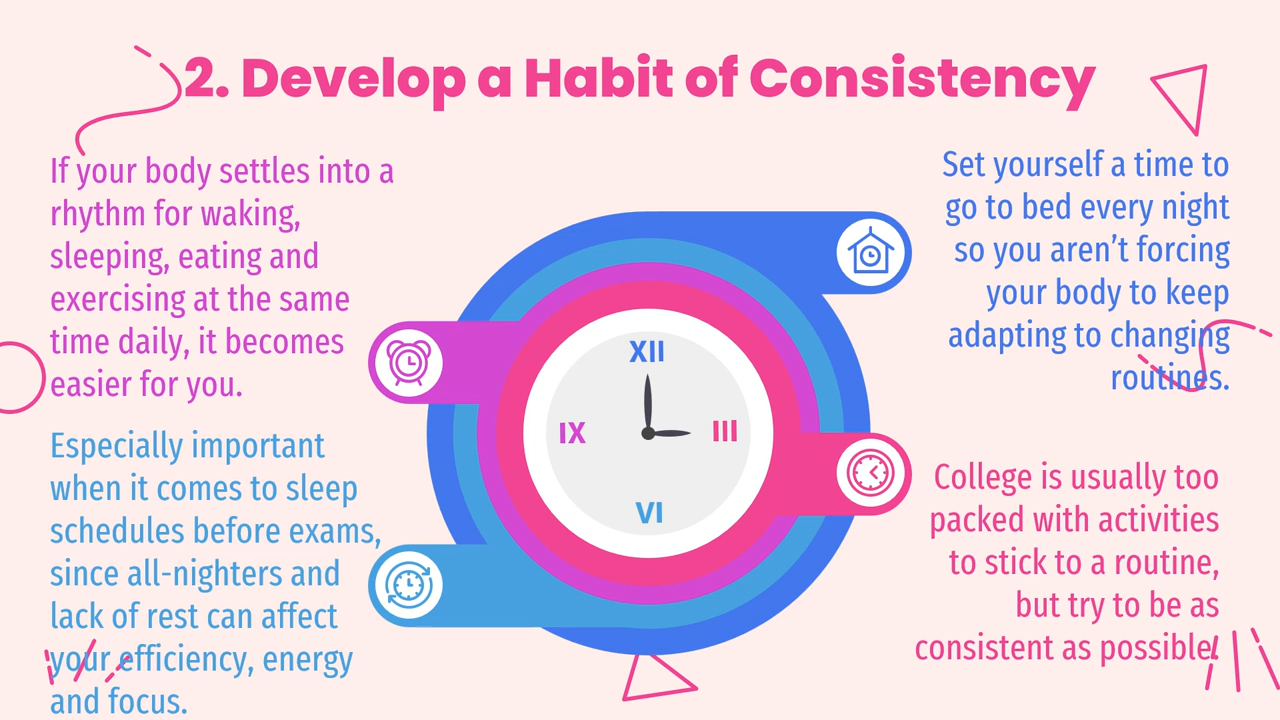 2. Develop a Habit of Consistency
If your body settles into a
rhythm for waking,
sleeping, eating and
exercising at the same
time daily, it becomes
easier for you.
Especially important
when it comes to sleep
schedules before exams,
since all-nighters and
lack of rest can affect
your efficiency, energy
and focus.
XII
IX
III
VI
Set yourself a time to
go to bed every night
so you aren’t forcing
your body to keep
adapting to changing
routines.
College is usually too
packed with activities
to stick to a routine,
but try to be as
consistent as possible.